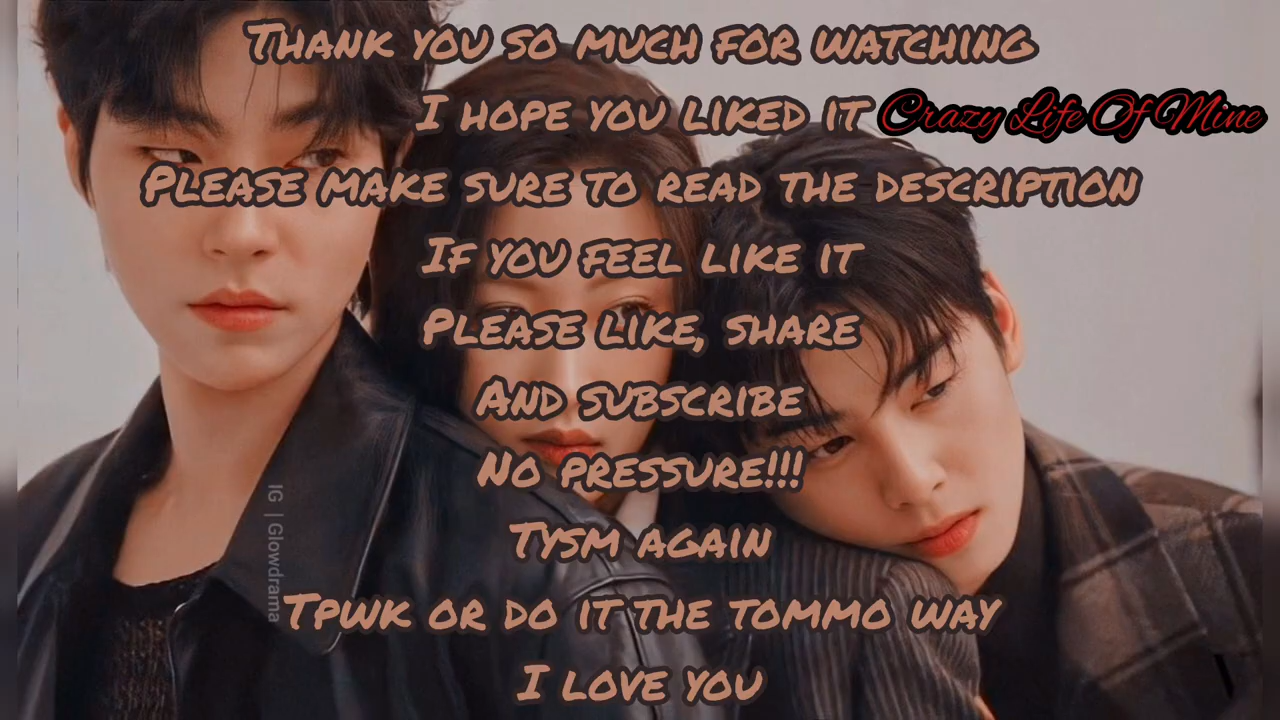 Thank you so much for watching
I hope you liked it Crazy Life Of Mine
Please make sure to read the description
If you feel like it
Please like, share
And subscribe
No pressure!!!
Tysm again
Tpwk or do it the tommo way
I love you
IG | Glowdrama